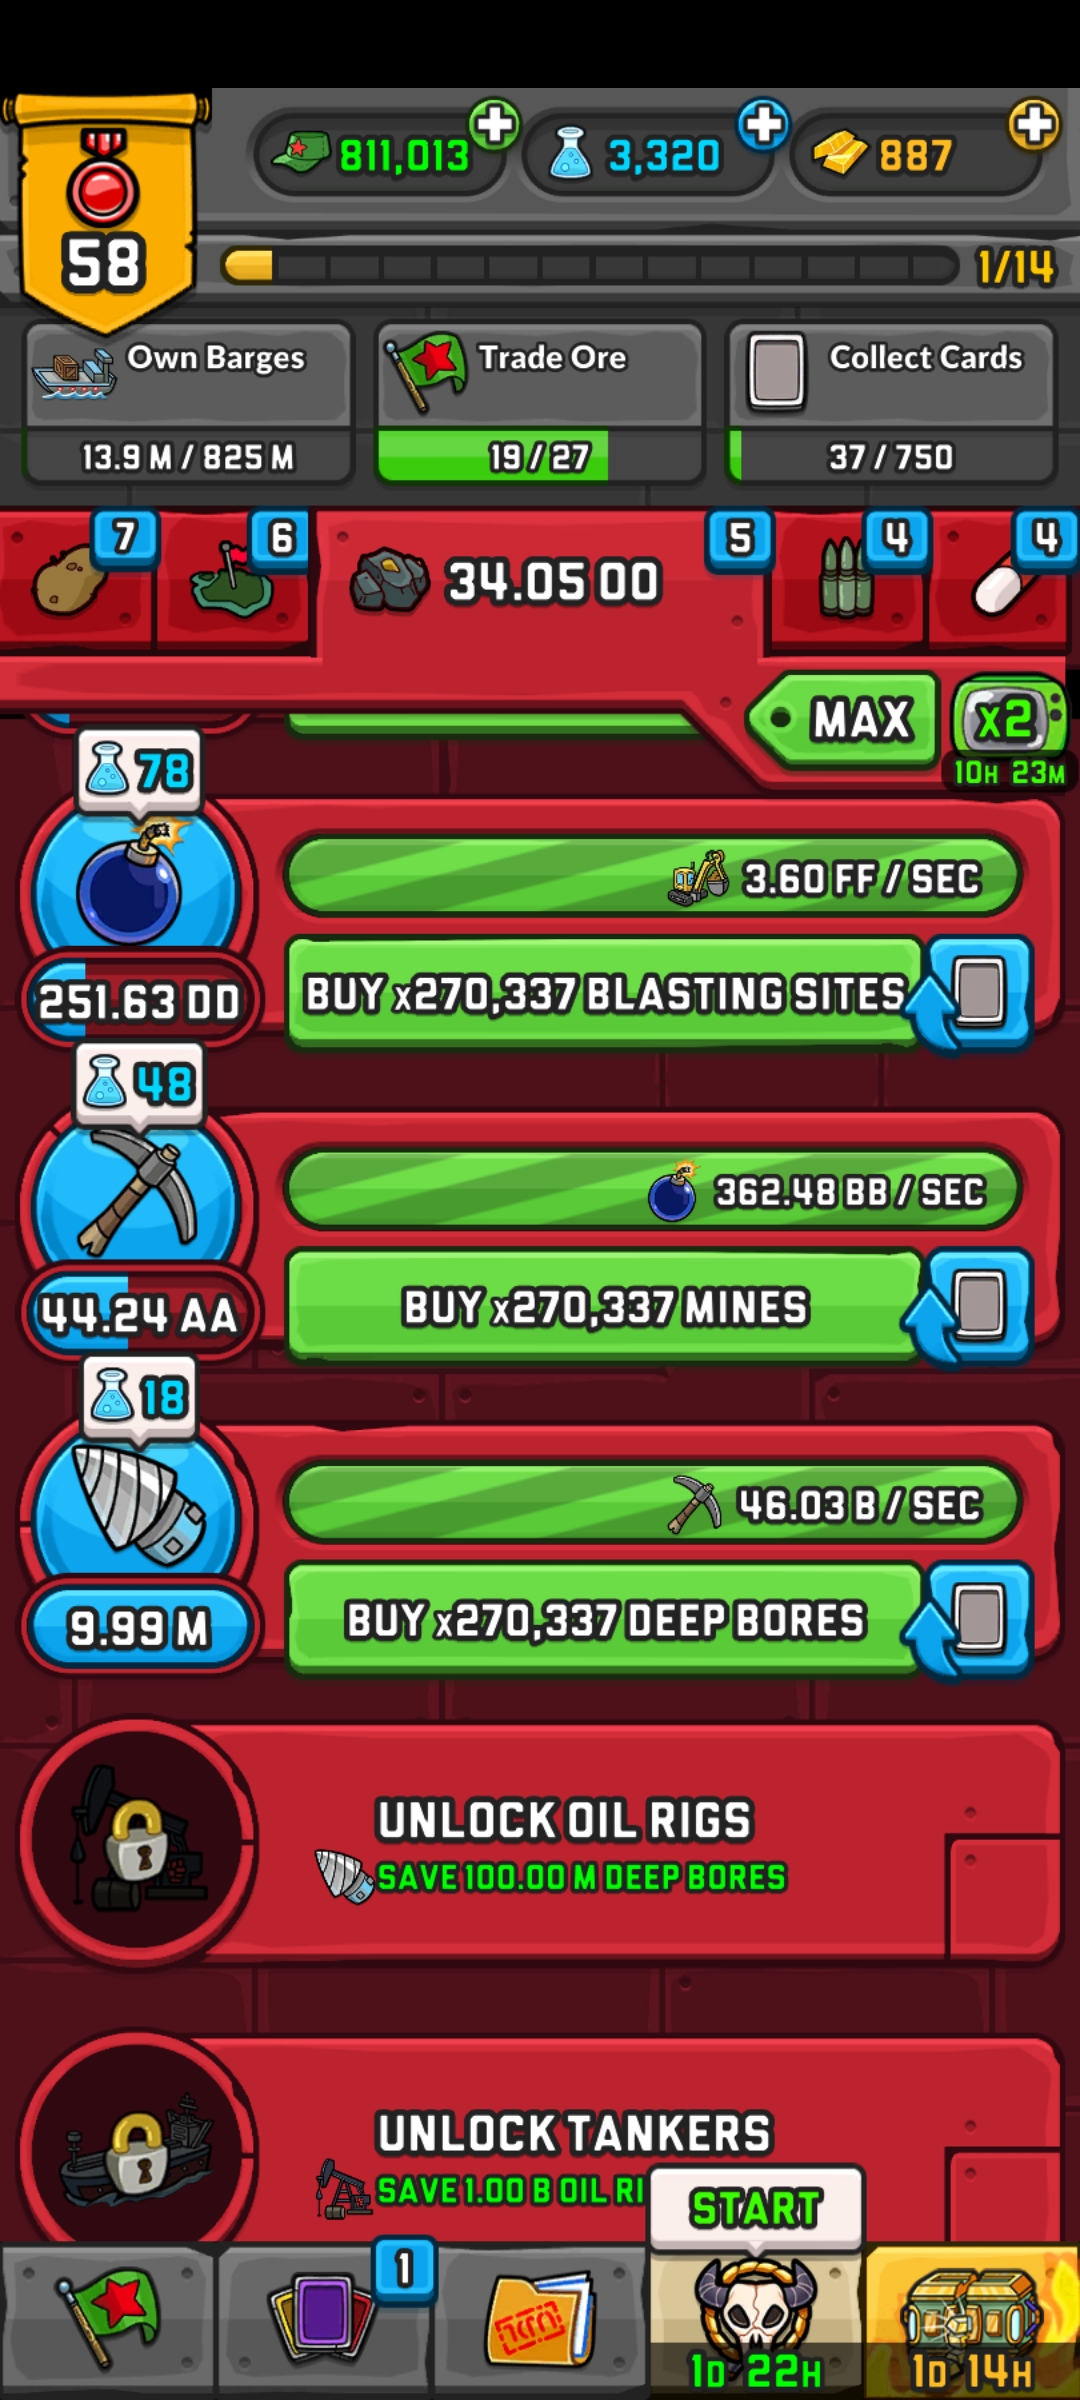 58
811,013
3,320
887
1/14
Own Barges
Trade Ore
Collect Cards
13.9 M / 825 M
19 / 27
37 / 750
7
6
34.05 OO
5
4
4
MAX
x2
10H 23M
78
3.60 FF / SEC
251.63 DD
BUY x270,337 BLASTING SITES
48
362.48 BB / SEC
44.24 AA
BUY x270,337 MINES
18
46.03 B / SEC
9.99 M
BUY x270,337 DEEP BORES
UNLOCK OIL RIGS
SAVE 100.00 M DEEP BORES
UNLOCK TANKERS
SAVE 1.00 B OIL RI
START
1
1D 22H
1D 14H